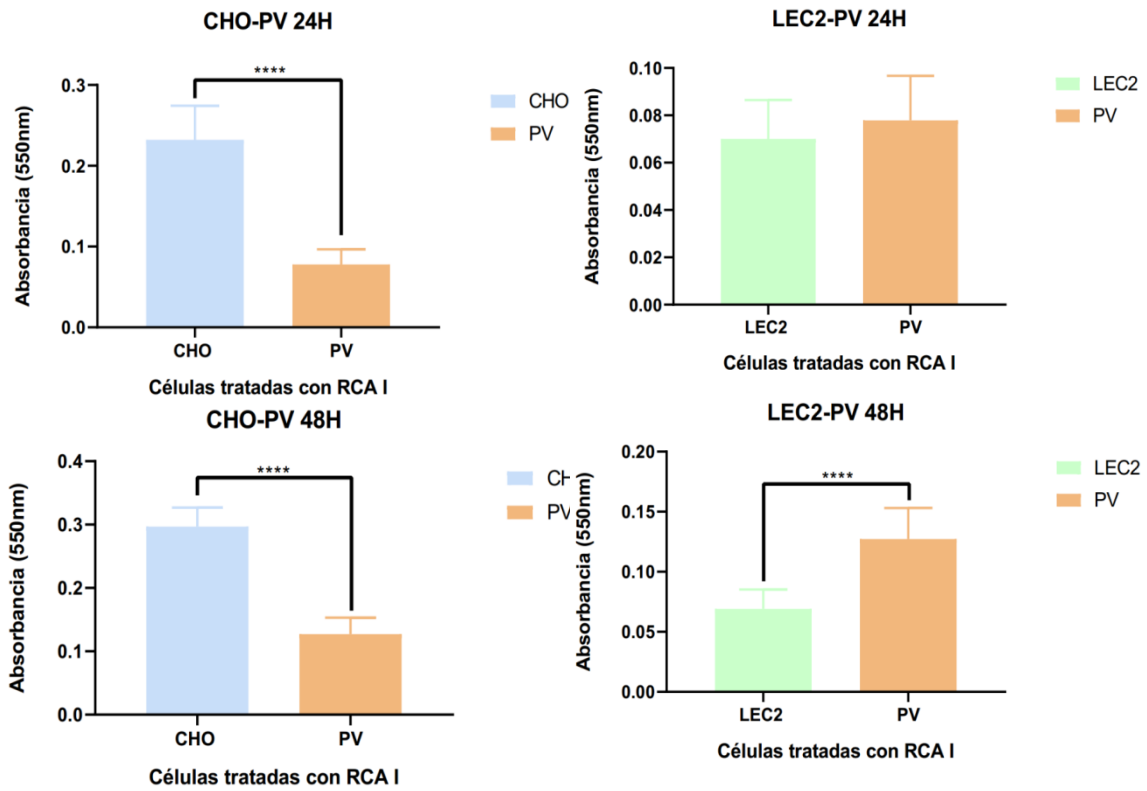 CHO-PV 24H
Absorbancia (550nm)
0.3
0.2
0.1
0.0
****
CHO
PV
CHO
PV
Células tratadas con RCA I
LEC2-PV 24H
Absorbancia (550nm)
0.10
0.08
0.06
0.04
0.02
0.00
LEC2
PV
LEC2
PV
Células tratadas con RCA I
CHO-PV 48H
Absorbancia (550nm)
0.4
0.3
0.2
0.1
0.0
****
CH
PV
CHO
PV
Células tratadas con RCA I
LEC2-PV 48H
Absorbancia (550nm)
0.20
0.15
0.10
0.05
0.00
****
LEC2
PV
LEC2
PV
Células tratadas con RCA I